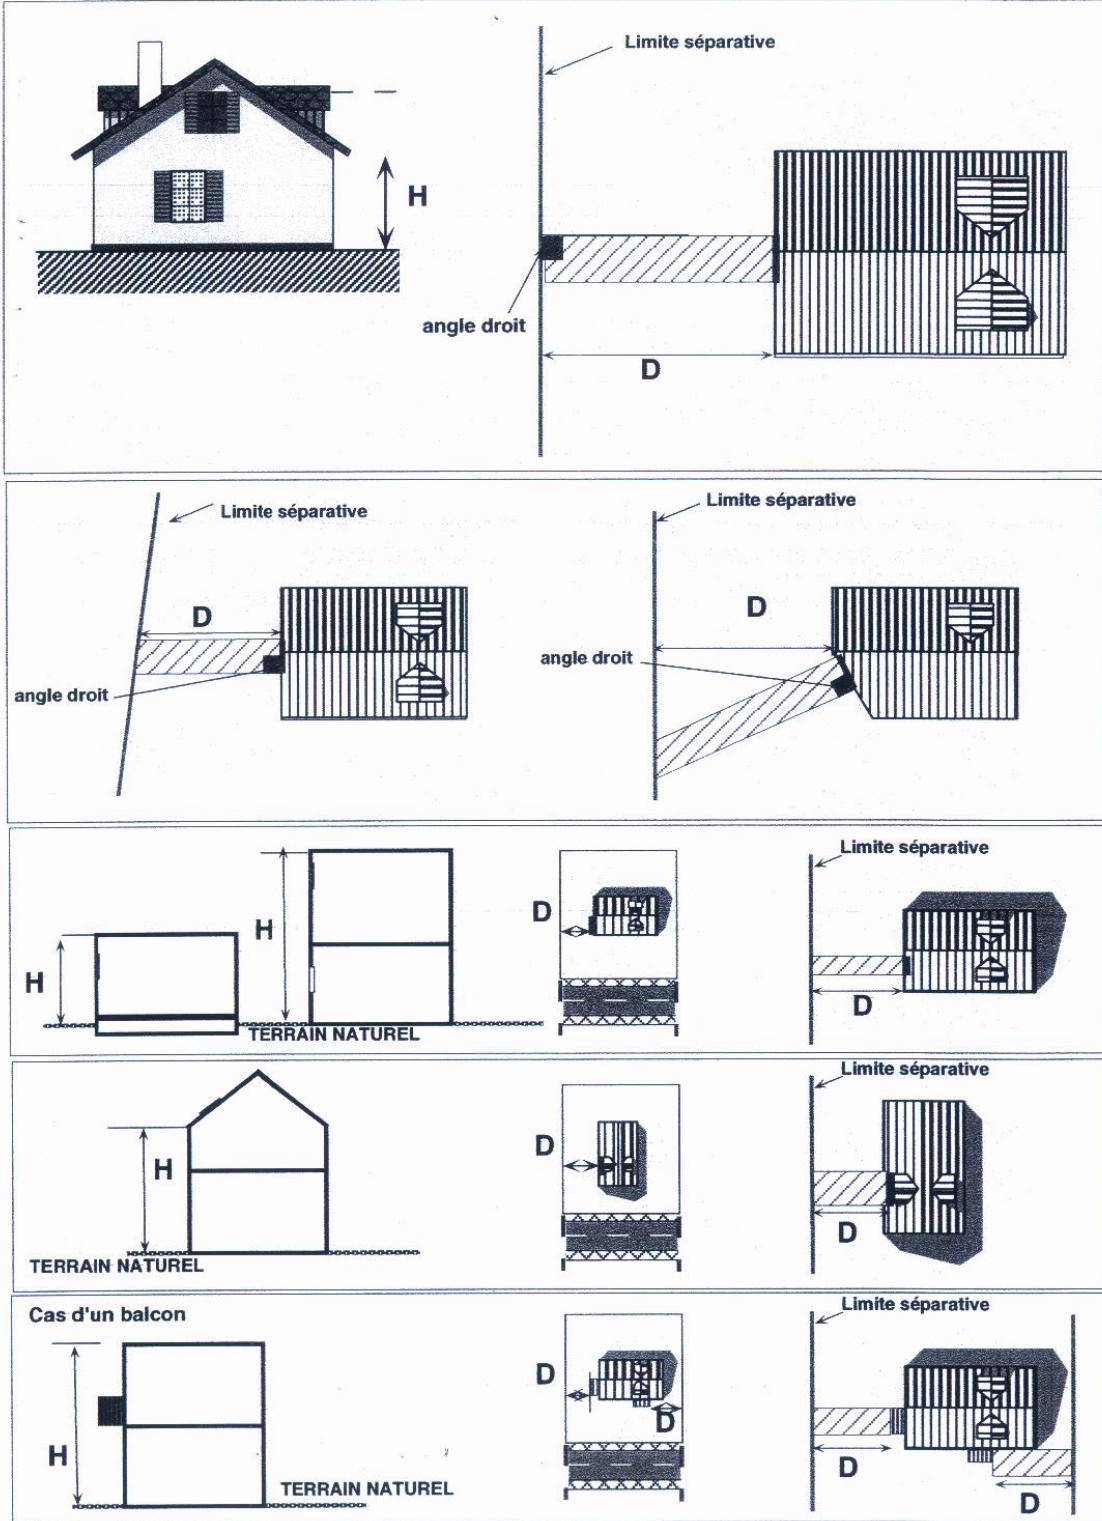 Limite séparative
H
angle droit
D
Limite séparative
Limite séparative
D
D
angle droit
angle droit
Limite séparative
H
H
D
D
TERRAIN NATUREL
Limite séparative
H
D
D
TERRAIN NATUREL
Cas d'un balcon
Limite séparative
H
D
D
D
D
TERRAIN NATUREL